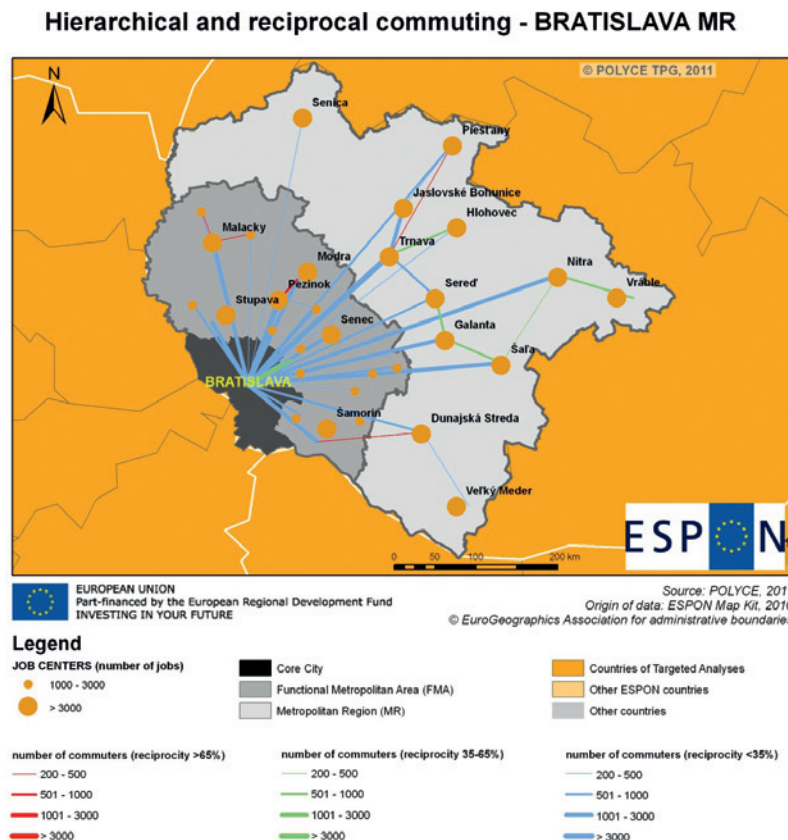 Hierarchical and reciprocal commuting - BRATISLAVA MR
© POLYCE TPG, 2011
N
Senica
Piešťany
Jaslovské Bohunice
Hlohovec
Malacky
Trnava
Modra
Nitra
Pezinok
Sereď
Vráble
Stupava
Senec
Galanta
Šaľa
BRATISLAVA
Šamorín
Dunajská Streda
Veľký Meder
ESPON
0 50 100 200 km
EUROPEAN UNION
Part-financed by the European Regional Development Fund
INVESTING IN YOUR FUTURE
Source: POLYCE, 201
Origin of data: ESPON Map Kit, 2010
© EuroGeographics Association for administrative boundaries
Legend
JOB CENTERS (number of jobs)
1000 - 3000
> 3000
Core City
Functional Metropolitan Area (FMA)
Metropolitan Region (MR)
Countries of Targeted Analyses
Other ESPON countries
Other countries
number of commuters (reciprocity >65%)
200 - 500
501 - 1000
1001 - 3000
> 3000
number of commuters (reciprocity 35-65%)
200 - 500
501 - 1000
1001 - 3000
> 3000
number of commuters (reciprocity <35%)
200 - 500
501 - 1000
1001 - 3000
> 3000